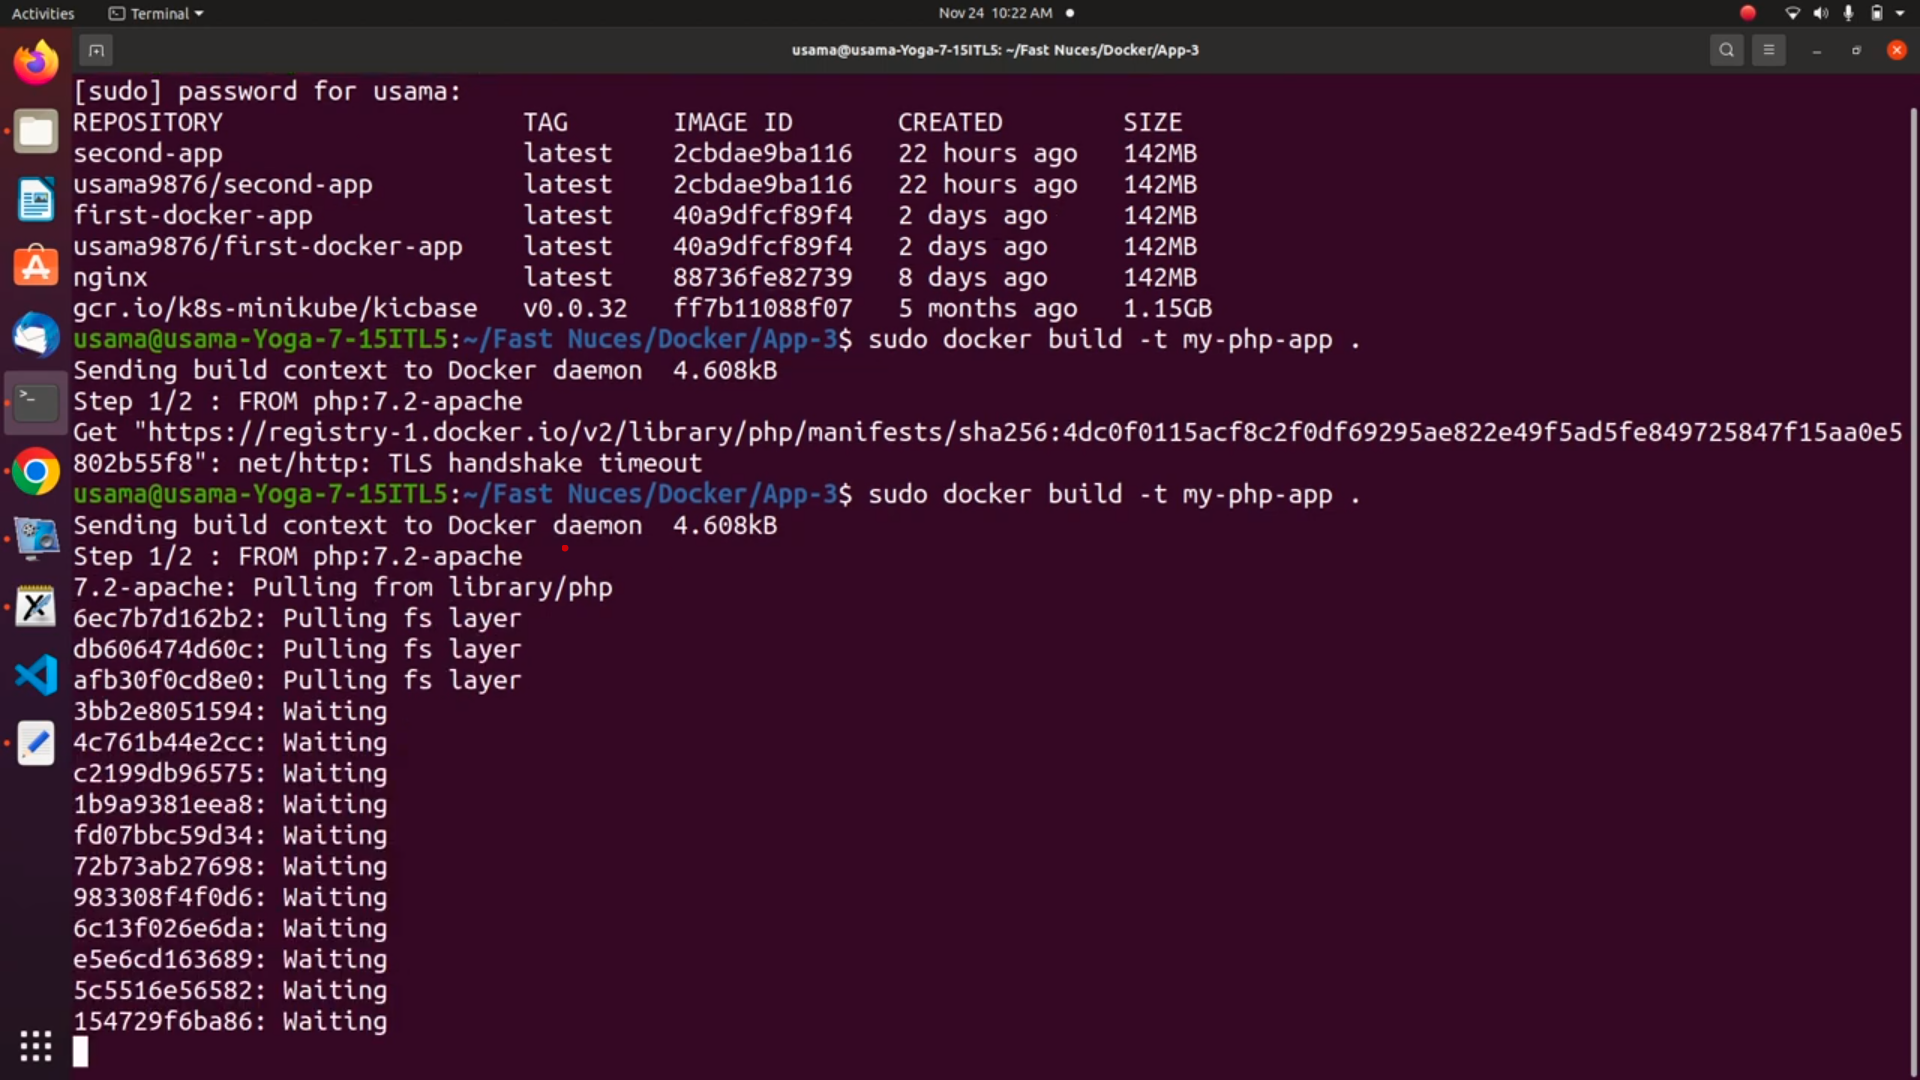 Activities Terminal Nov 24 10:22 AM
usama@usama-Yoga-7-15ITL5: ~/Fast Nuces/Docker/App-3
[sudo] password for usama:
REPOSITORY TAG IMAGE ID CREATED SIZE
second-app latest 2cbdae9ba116 22 hours ago 142MB
usama9876/second-app latest 2cbdae9ba116 22 hours ago 142MB
first-docker-app latest 40a9dfcf89f4 2 days ago 142MB
usama9876/first-docker-app latest 40a9dfcf89f4 2 days ago 142MB
nginx latest 88736fe82739 8 days ago 142MB
gcr.io/k8s-minikube/kicbase v0.0.32 ff7b11088f07 5 months ago 1.15GB
usama@usama-Yoga-7-15ITL5:~/Fast Nuces/Docker/App-3$ sudo docker build -t my-php-app .
Sending build context to Docker daemon 4.608kB
Step 1/2 : FROM php:7.2-apache
Get "https://registry-1.docker.io/v2/library/php/manifests/sha256:4dc0f0115acf8c2f0df69295ae822e49f5ad5fe849725847f15aa0e5
802b55f8": net/http: TLS handshake timeout
usama@usama-Yoga-7-15ITL5:~/Fast Nuces/Docker/App-3$ sudo docker build -t my-php-app .
Sending build context to Docker daemon 4.608kB
Step 1/2 : FROM php:7.2-apache
7.2-apache: Pulling from library/php
6ec7b7d162b2: Pulling fs layer
db606474d60c: Pulling fs layer
afb30f0cd8e0: Pulling fs layer
3bb2e8051594: Waiting
4c761b44e2cc: Waiting
c2199db96575: Waiting
1b9a9381eea8: Waiting
fd07bbc59d34: Waiting
72b73ab27698: Waiting
983308f4f0d6: Waiting
6c13f026e6da: Waiting
e5e6cd163689: Waiting
5c5516e56582: Waiting
154729f6ba86: Waiting